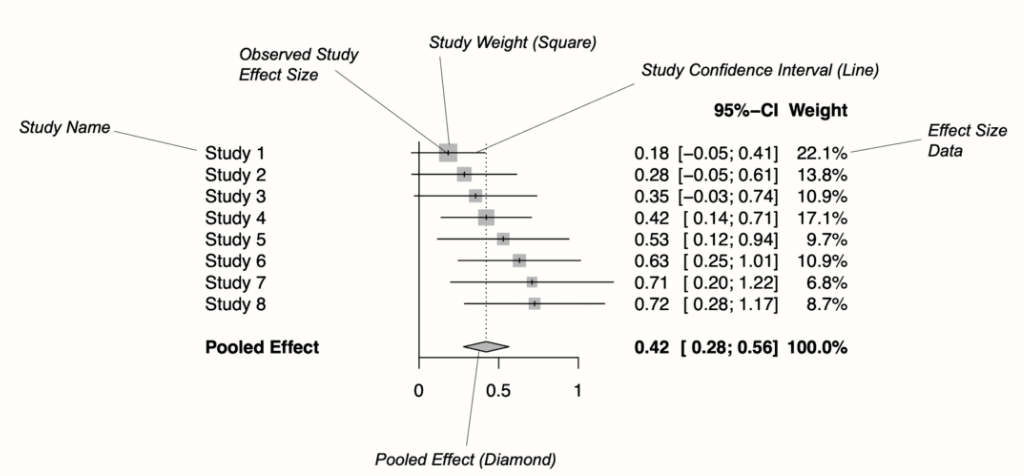 Study Weight (Square)
Observed Study
Effect Size
Study Confidence Interval (Line)
95%–CI Weight
Study Name
Effect Size
Data
Study 1 0.18 [−0.05; 0.41] 22.1%
Study 2 0.28 [−0.05; 0.61] 13.8%
Study 3 0.35 [−0.03; 0.74] 10.9%
Study 4 0.42 [ 0.14; 0.71] 17.1%
Study 5 0.53 [ 0.12; 0.94] 9.7%
Study 6 0.63 [ 0.25; 1.01] 10.9%
Study 7 0.71 [ 0.20; 1.22] 6.8%
Study 8 0.72 [ 0.28; 1.17] 8.7%
Pooled Effect 0.42 [ 0.28; 0.56] 100.0%
0 0.5 1
Pooled Effect (Diamond)